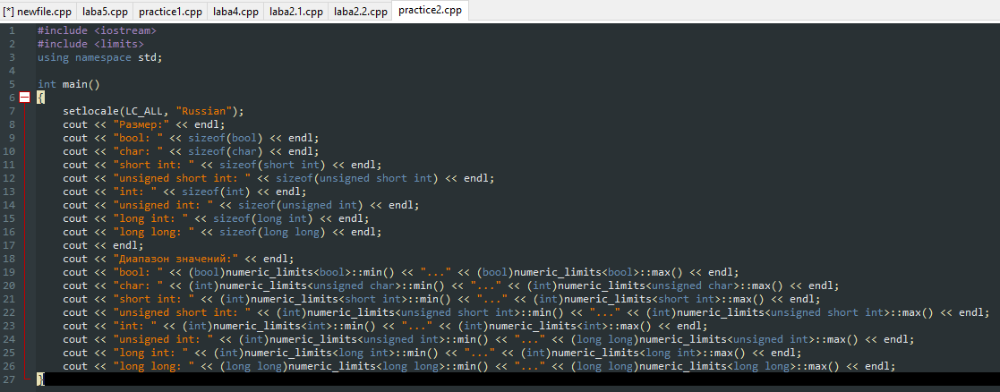 [*] newfile.cpp laba5.cpp practice1.cpp laba4.cpp laba2.1.cpp laba2.2.cpp practice2.cpp
1 #include <iostream>
2 #include <limits>
3 using namespace std;
4
5 int main()
6 {
7 setlocale(LC_ALL, "Russian");
8 cout << "Размер:" << endl;
9 cout << "bool: " << sizeof(bool) << endl;
10 cout << "char: " << sizeof(char) << endl;
11 cout << "short int: " << sizeof(short int) << endl;
12 cout << "unsigned short int: " << sizeof(unsigned short int) << endl;
13 cout << "int: " << sizeof(int) << endl;
14 cout << "unsigned int: " << sizeof(unsigned int) << endl;
15 cout << "long int: " << sizeof(long int) << endl;
16 cout << "long long: " << sizeof(long long) << endl;
17 cout << endl;
18 cout << "Диапазон значений:" << endl;
19 cout << "bool: " << (bool)numeric_limits<bool>::min() << "..." << (bool)numeric_limits<bool>::max() << endl;
20 cout << "char: " << (int)numeric_limits<unsigned char>::min() << "..." << (int)numeric_limits<unsigned char>::max() << endl;
21 cout << "short int: " << (int)numeric_limits<short int>::min() << "..." << (int)numeric_limits<short int>::max() << endl;
22 cout << "unsigned short int: " << (int)numeric_limits<unsigned short int>::min() << "..." << (int)numeric_limits<unsigned short int>::max() << endl;
23 cout << "int: " << (int)numeric_limits<int>::min() << "..." << (int)numeric_limits<int>::max() << endl;
24 cout << "unsigned int: " << (int)numeric_limits<unsigned int>::min() << "..." << (long long)numeric_limits<unsigned int>::max() << endl;
25 cout << "long int: " << (int)numeric_limits<long int>::min() << "..." << (int)numeric_limits<long int>::max() << endl;
26 cout << "long long: " << (long long)numeric_limits<long long>::min() << "..." << (long long)numeric_limits<long long>::max() << endl;
27 }